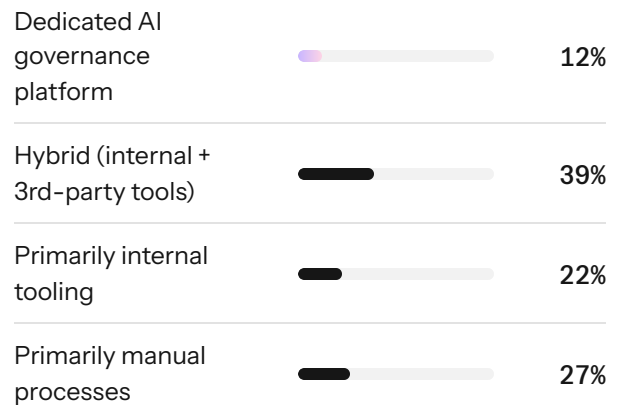 Dedicated AI
governance
platform
12%
Hybrid (internal +
3rd-party tools)
39%
Primarily internal
tooling
22%
Primarily manual
processes
27%